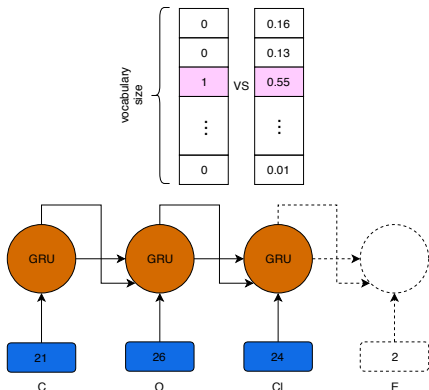 0 0.16
0 0.13
1 VS 0.55
⋮ ⋮
0 0.01
vocabulary
size
GRU GRU GRU
21 26 24 2
C O Cl E